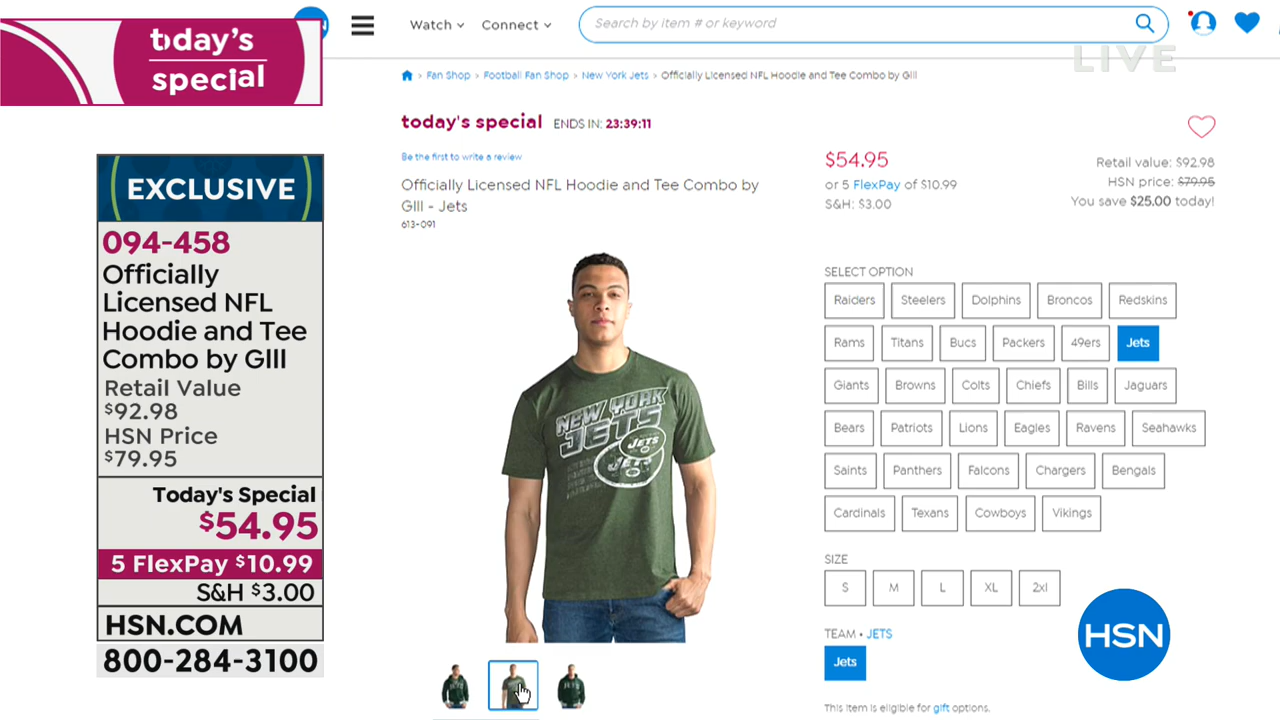 today's
special
EXCLUSIVE
094-458
Officially
Licensed NFL
Hoodie and Tee
Combo by GIII
Retail Value
$92.98
HSN Price
$79.95
Today's Special
$54.95
5 FlexPay $10.99
S&H $3.00
HSN.COM
800-284-3100
Watch
Connect
Search by item # or keyword
LIVE
Fan Shop > Football Fan Shop > New York Jets > Officially Licensed NFL Hoodie and Tee Combo by GIII
today's special ENDS IN: 23:39:11
Be the first to write a review
Officially Licensed NFL Hoodie and Tee Combo by
GIII - Jets
613-091
$54.95
or 5 FlexPay of $10.99
S&H: $3.00
Retail value: $92.98
HSN price: $79.95
You save $25.00 today!
NEW YORK
JETS
JETS
SELECT OPTION
Raiders Steelers Dolphins Broncos Redskins
Rams Titans Bucs Packers 49ers Jets
Giants Browns Colts Chiefs Bills Jaguars
Bears Patriots Lions Eagles Ravens Seahawks
Saints Panthers Falcons Chargers Bengals
Cardinals Texans Cowboys Vikings
SIZE
S M L XL 2xl
TEAM • JETS
Jets
This item is eligible for gift options.
HSN